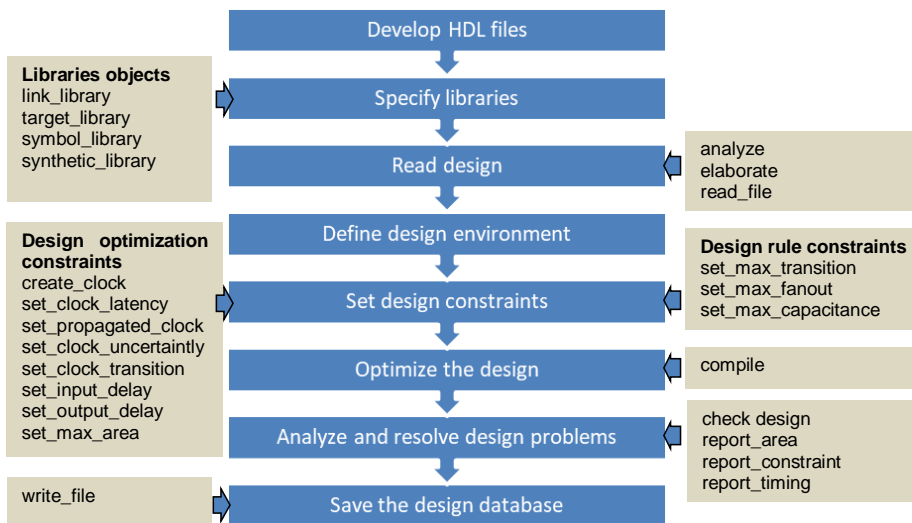 Develop HDL files
Libraries objects
link_library
target_library
symbol_library
synthetic_library
Specify libraries
Read design
analyze
elaborate
read_file
Define design environment
Design optimization
constraints
create_clock
set_clock_latency
set_propagated_clock
set_clock_uncertaintly
set_clock_transition
set_input_delay
set_output_delay
set_max_area
Set design constraints
Design rule constraints
set_max_transition
set_max_fanout
set_max_capacitance
Optimize the design
compile
Analyze and resolve design problems
check design
report_area
report_constraint
report_timing
write_file
Save the design database